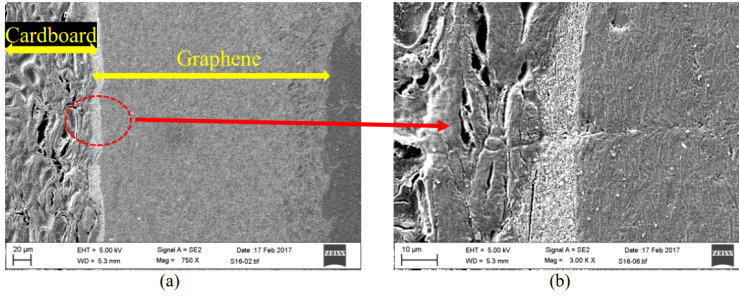 Cardboard
Graphene
20 µm
EHT = 5.00 kV
WD = 5.3 mm
Signal A = SE2
Mag = 750 X
Date :17 Feb 2017
S16-02.tif
ZEISS
(a)
10 µm
EHT = 5.00 kV
WD = 5.3 mm
Signal A = SE2
Mag = 3.00 K X
Date :17 Feb 2017
S16-06.tif
ZEISS
(b)